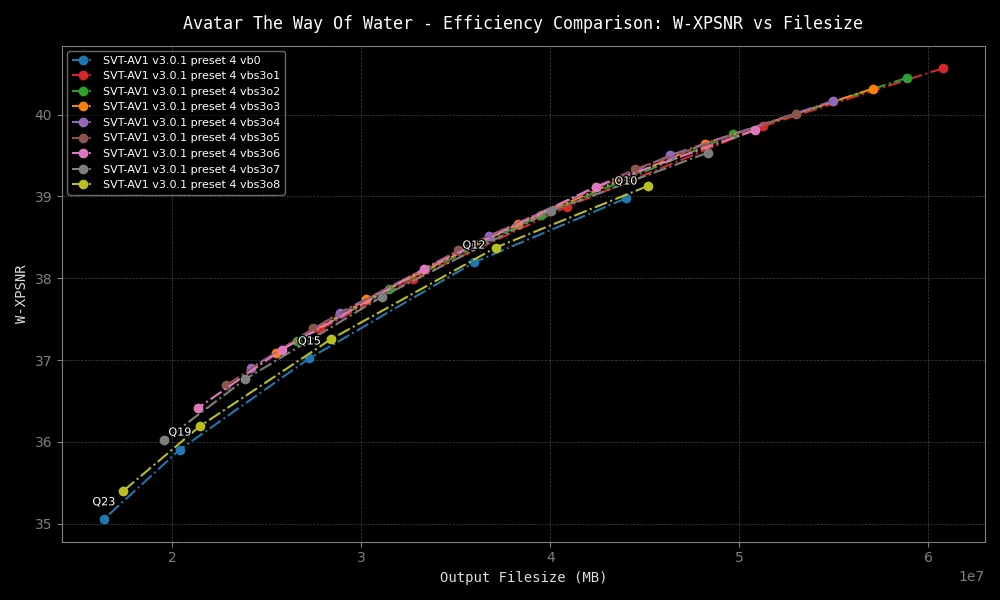 Avatar The Way Of Water - Efficiency Comparison: W-XPSNR vs Filesize
SVT-AV1 v3.0.1 preset 4 vb0
SVT-AV1 v3.0.1 preset 4 vbs3o1
SVT-AV1 v3.0.1 preset 4 vbs3o2
SVT-AV1 v3.0.1 preset 4 vbs3o3
SVT-AV1 v3.0.1 preset 4 vbs3o4
SVT-AV1 v3.0.1 preset 4 vbs3o5
SVT-AV1 v3.0.1 preset 4 vbs3o6
SVT-AV1 v3.0.1 preset 4 vbs3o7
SVT-AV1 v3.0.1 preset 4 vbs3o8
W-XPSNR
40
39
38
37
36
35
Q10
Q12
Q15
Q19
Q23
2 3 4 5 6
1e7
Output Filesize (MB)